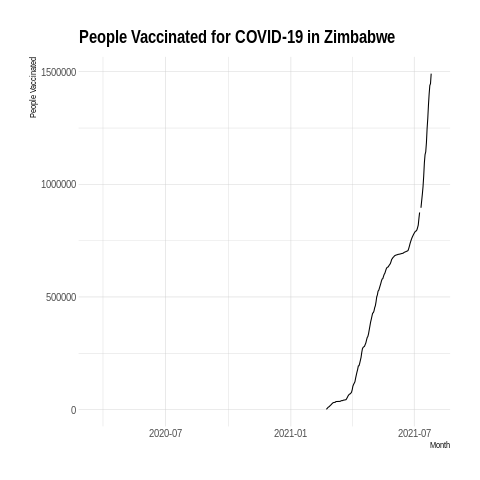 People Vaccinated for COVID-19 in Zimbabwe
People Vaccinated
1500000
1000000
500000
0
2020-07
2021-01
2021-07
Month